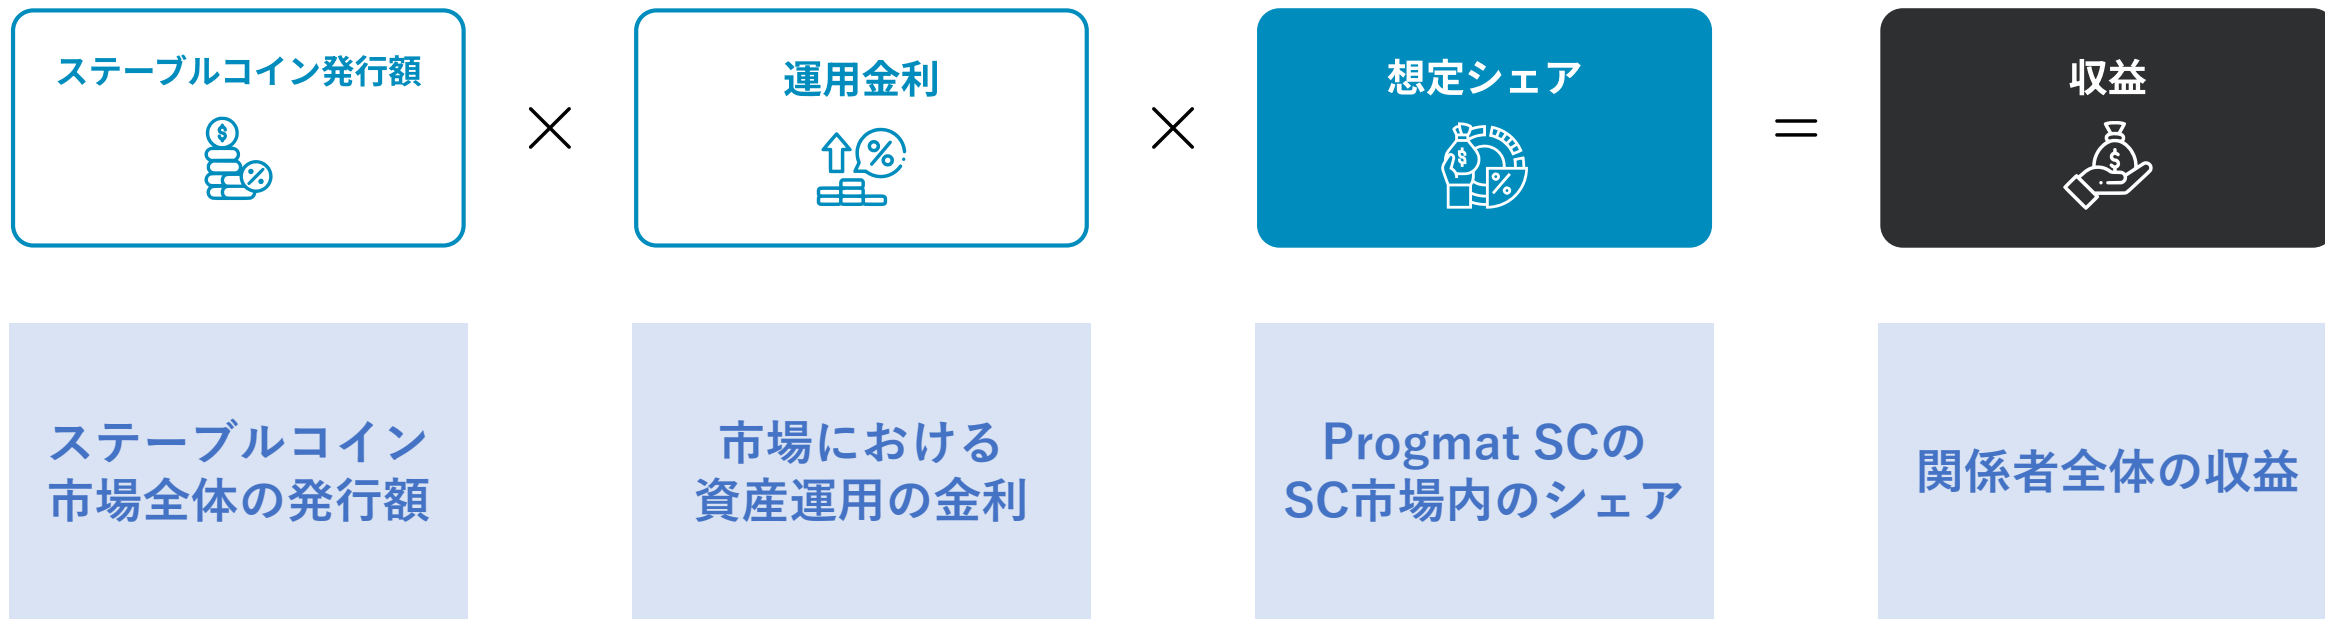 ステーブルコイン発行額
×
運用金利
×
想定シェア
=
収益
ステーブルコイン
市場全体の発行額
市場における
資産運用の金利
Progmat SCの
SC市場内のシェア
関係者全体の収益